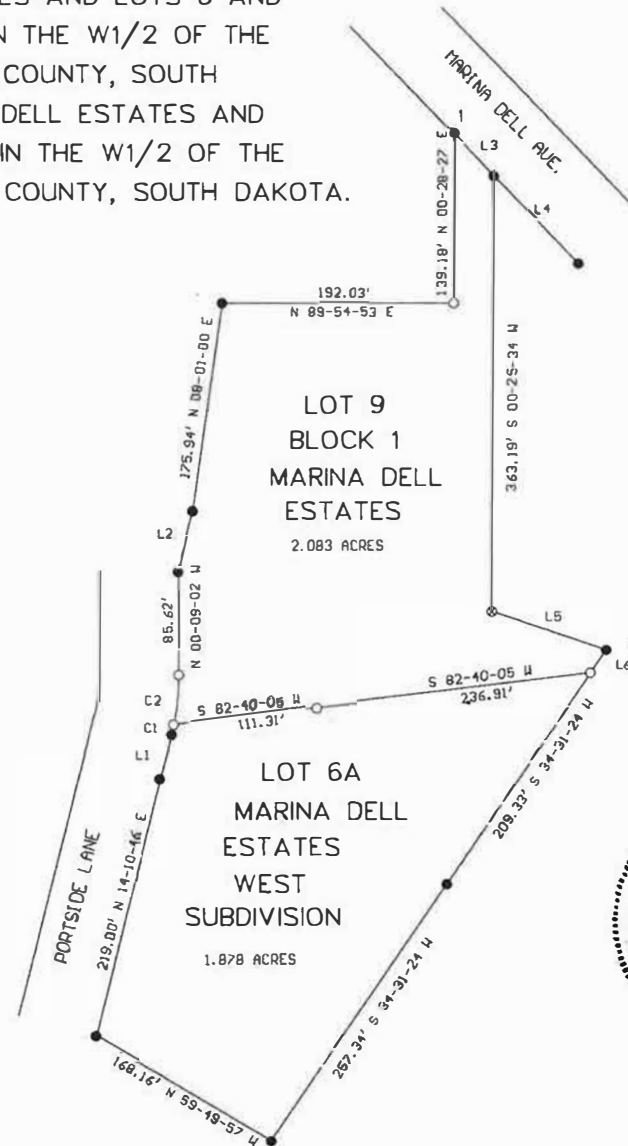 ES AND LOTS 6 AND
N THE W1/2 OF THE
COUNTY, SOUTH
DELL ESTATES AND
IN THE W1/2 OF THE
COUNTY, SOUTH DAKOTA.
MARINA DELL AVE.
1
L3
L4
139.18' N 00-28-27 E
192.03'
N 89-54-53 E
175.94' N 08-01-00 E
363.19' S 00-25-34 W
LOT 9
BLOCK 1
MARINA DELL
ESTATES
2.083 ACRES
L2
85.62'
N 00-09-02 W
L5
L6
C2
S 82-40-05 W
111.31'
S 82-40-05 W
236.91'
C1
L1
209.33' S 34-31-24 W
LOT 6A
MARINA DELL
ESTATES
WEST
SUBDIVISION
1.878 ACRES
PORTSIDE LANE
219.00' N 14-10-46 E
257.34' S 34-31-24 W
168.16' N 59-49-57 W